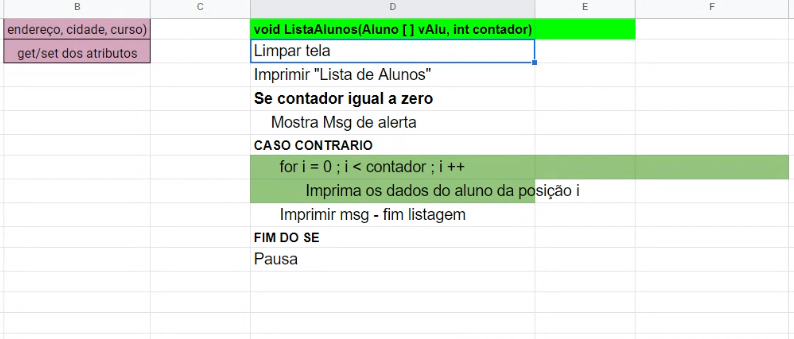 B C D E F
endereço, cidade, curso)
get/set dos atributos
void ListaAlunos(Aluno [ ] vAlu, int contador)
Limpar tela
Imprimir "Lista de Alunos"
Se contador igual a zero
Mostra Msg de alerta
CASO CONTRARIO
for i = 0 ; i < contador ; i ++
Imprima os dados do aluno da posição i
Imprimir msg - fim listagem
FIM DO SE
Pausa